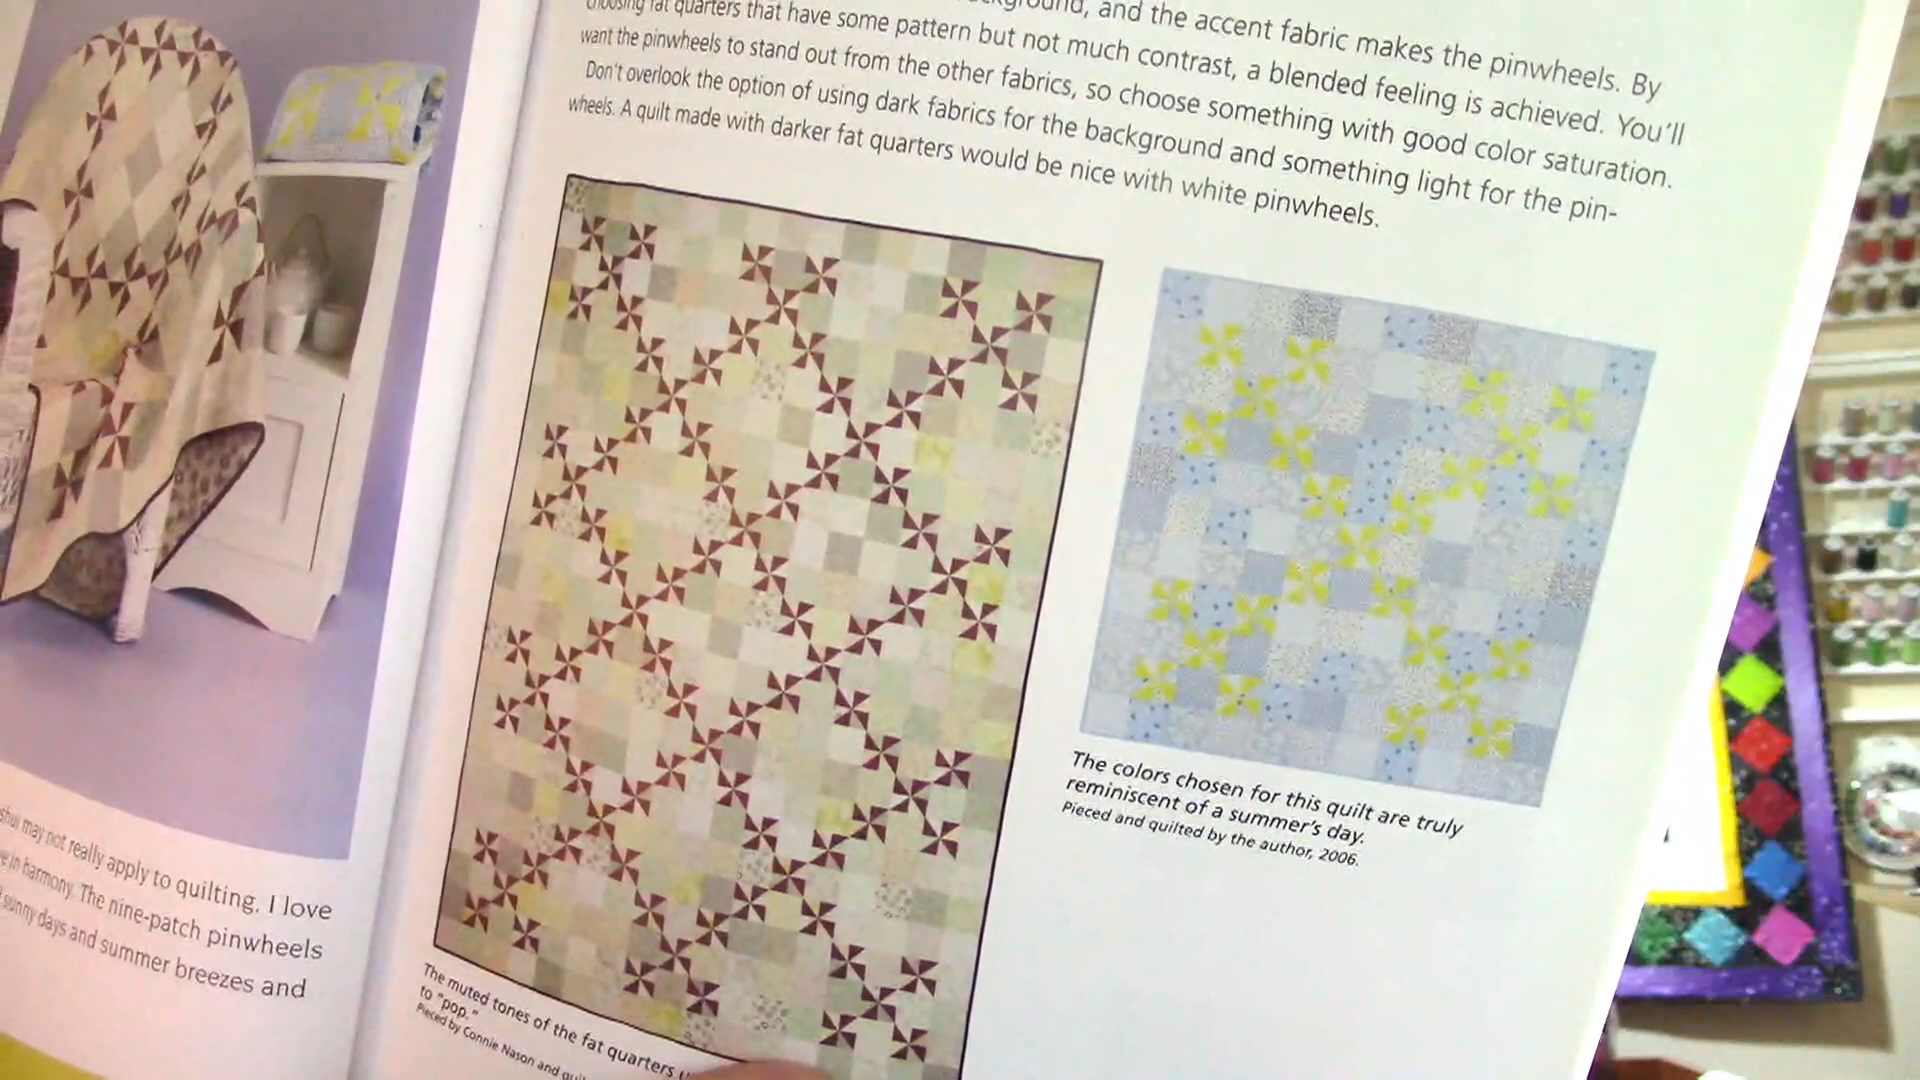 shui may not really apply to quilting, I love
in harmony. The nine-patch pinwheels
sunny days and summer breezes and
and the accent fabric makes the pinwheels. By
choosing fat quarters that have some pattern but not much contrast, a blended feeling is achieved. You'll
want the pinwheels to stand out from the other fabrics, so choose something with good color saturation.
Don't overlook the option of using dark fabrics for the background and something light for the pin-
wheels. A quilt made with darker fat quarters would be nice with white pinwheels.
The muted tones of the fat quarters
to "pop."
Pieced by Connie Nason and
The colors chosen for this quilt are truly
reminiscent of a summer's day.
Pieced and quilted by the author, 2006.